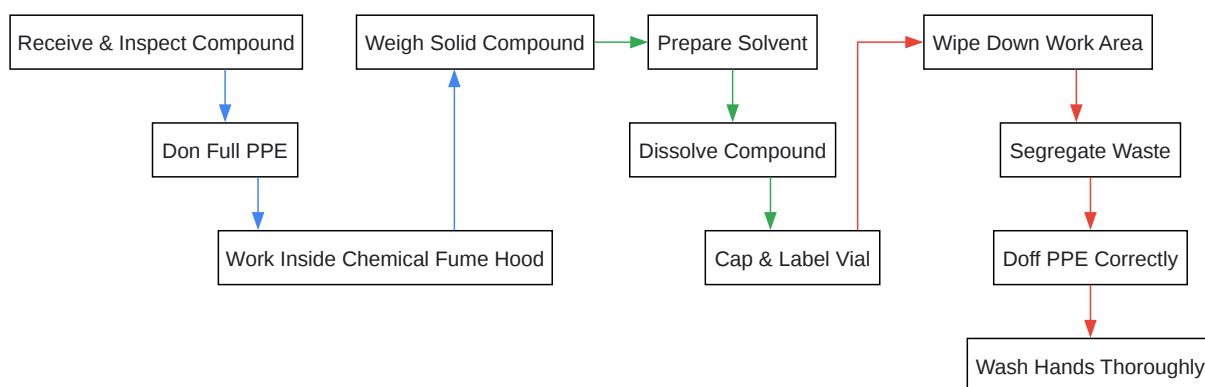 Receive & Inspect Compound
Don Full PPE
Work Inside Chemical Fume Hood
Weigh Solid Compound
Prepare Solvent
Dissolve Compound
Cap & Label Vial
Wipe Down Work Area
Segregate Waste
Doff PPE Correctly
Wash Hands Thoroughly